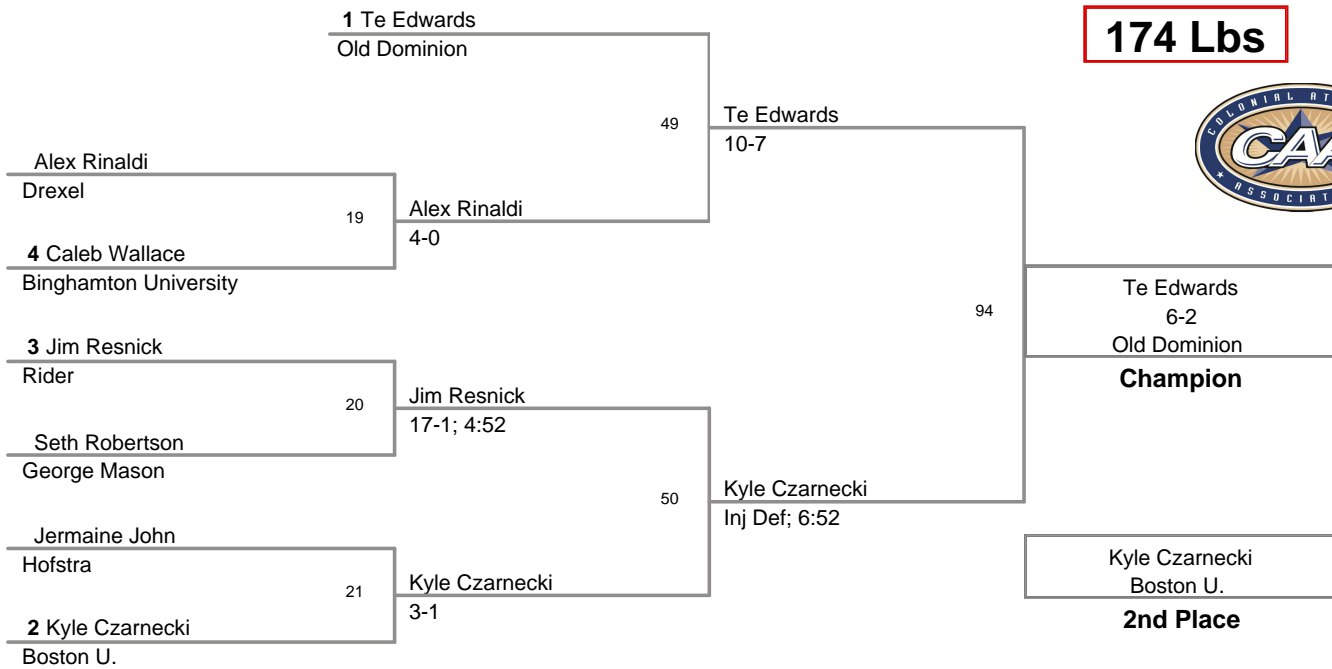 1 Te Edwards
Old Dominion
174 Lbs
COLONIAL
CAA
49
Te Edwards
10-7
Alex Rinaldi
Drexel
19
Alex Rinaldi
4-0
4 Caleb Wallace
Binghamton University
94
Te Edwards
6-2
Old Dominion
Champion
3 Jim Resnick
Rider
20
Jim Resnick
17-1; 4:52
Seth Robertson
George Mason
50
Kyle Czarnecki
Inj Def; 6:52
Jermaine John
Hofstra
21
Kyle Czarnecki
3-1
2 Kyle Czarnecki
Boston U.
Kyle Czarnecki
Boston U.
2nd Place